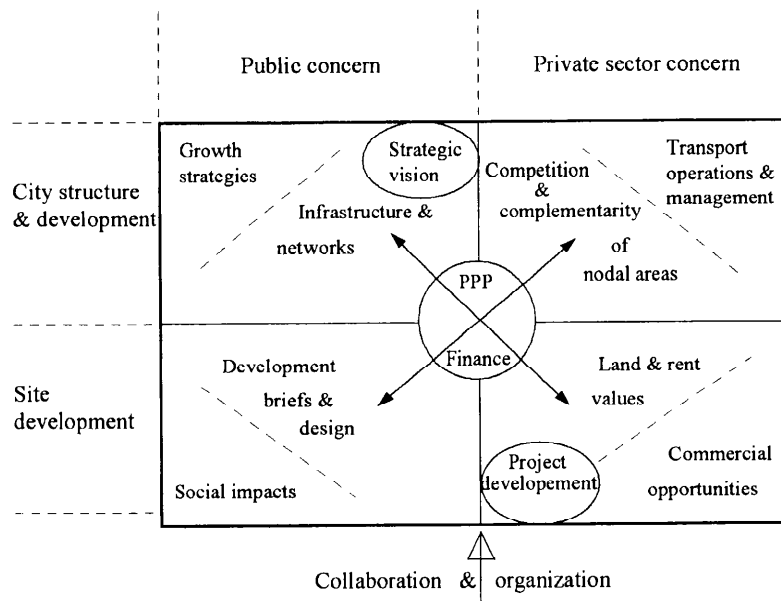 Public concern
Private sector concern
City structure
& development
Growth
strategies
Strategic
vision
Infrastructure &
networks
Competition
&
complementarity
of
nodal areas
Transport
operations &
management
PPP
Finance
Site
development
Development
briefs &
design
Social impacts
Land & rent
values
Project
developement
Commercial
opportunities
Collaboration & organization